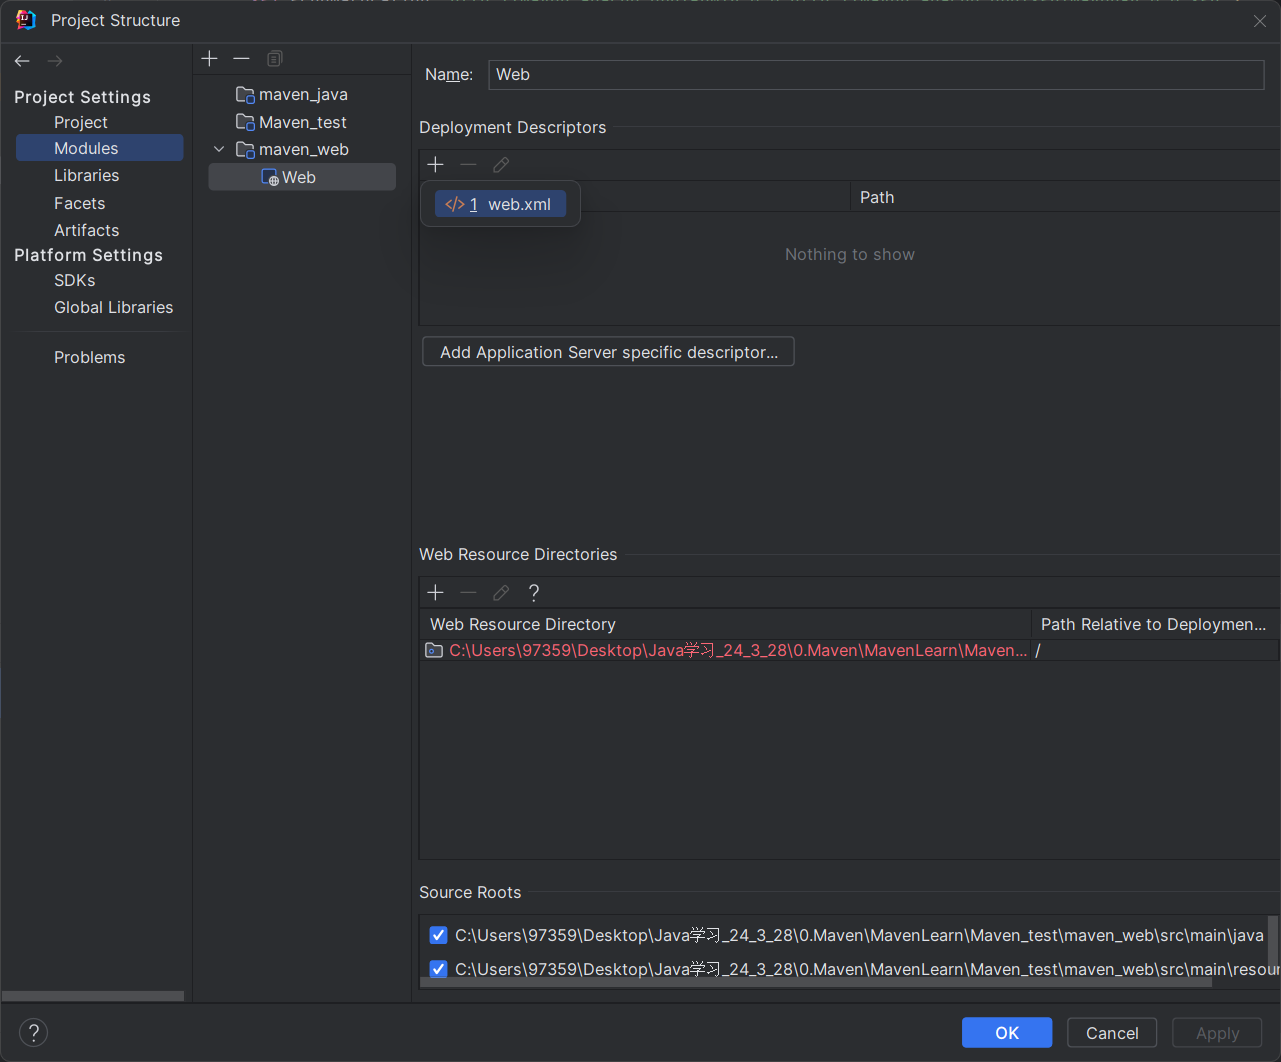 Project Structure
Project Settings
Project
Modules
Libraries
Facets
Artifacts
Platform Settings
SDKs
Global Libraries
Problems
maven_java
Maven_test
maven_web
Web
Name: Web
Deployment Descriptors
Path
</> 1 web.xml
Nothing to show
Add Application Server specific descriptor...
Web Resource Directories
?
Web Resource Directory Path Relative to Deploymen...
C:\Users\97359\Desktop\Java学习_24_3_28\0.Maven\MavenLearn\Maven... /
Source Roots
C:\Users\97359\Desktop\Java学习_24_3_28\0.Maven\MavenLearn\Maven_test\maven_web\src\main\java
C:\Users\97359\Desktop\Java学习_24_3_28\0.Maven\MavenLearn\Maven_test\maven_web\src\main\resour
? OK Cancel Apply